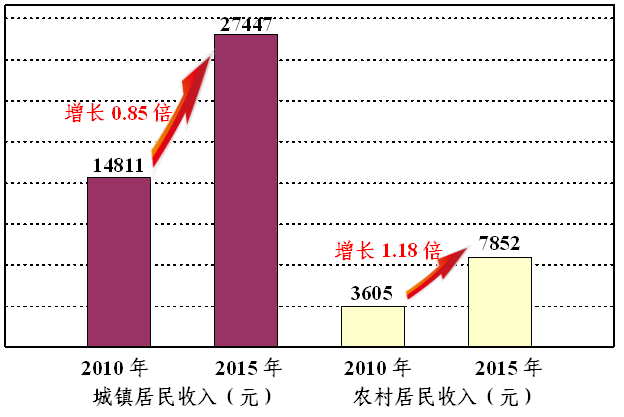 27447
增长 0.85 倍
14811
增长 1.18 倍
7852
3605
2010 年 2015 年 2010 年 2015 年
城镇居民收入（元） 农村居民收入（元）